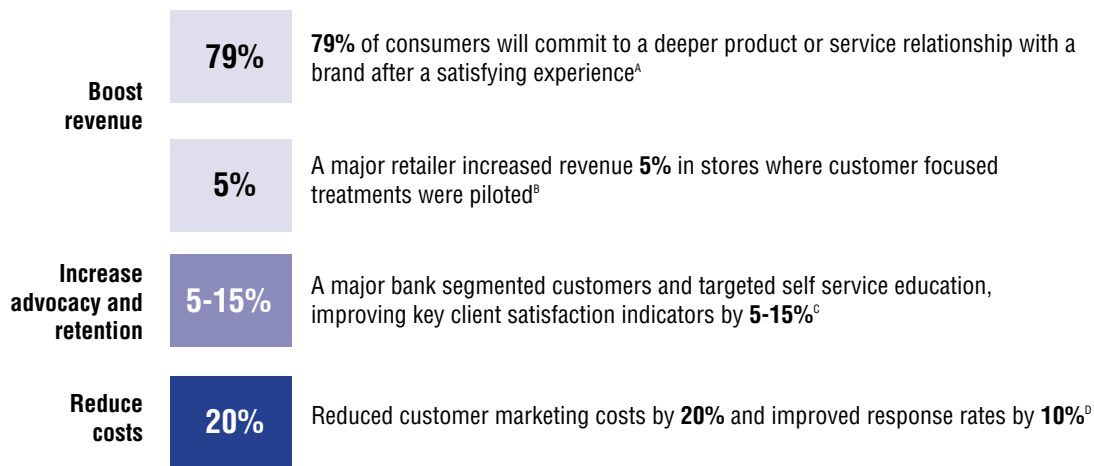 79%
79% of consumers will commit to a deeper product or service relationship with a
brand after a satisfying experienceᴬ
Boost
revenue
5%
A major retailer increased revenue 5% in stores where customer focused
treatments were pilotedᴮ
Increase
advocacy and
retention
5-15%
A major bank segmented customers and targeted self service education,
improving key client satisfaction indicators by 5-15%ᶜ
Reduce
costs
20%
Reduced customer marketing costs by 20% and improved response rates by 10%ᴰ